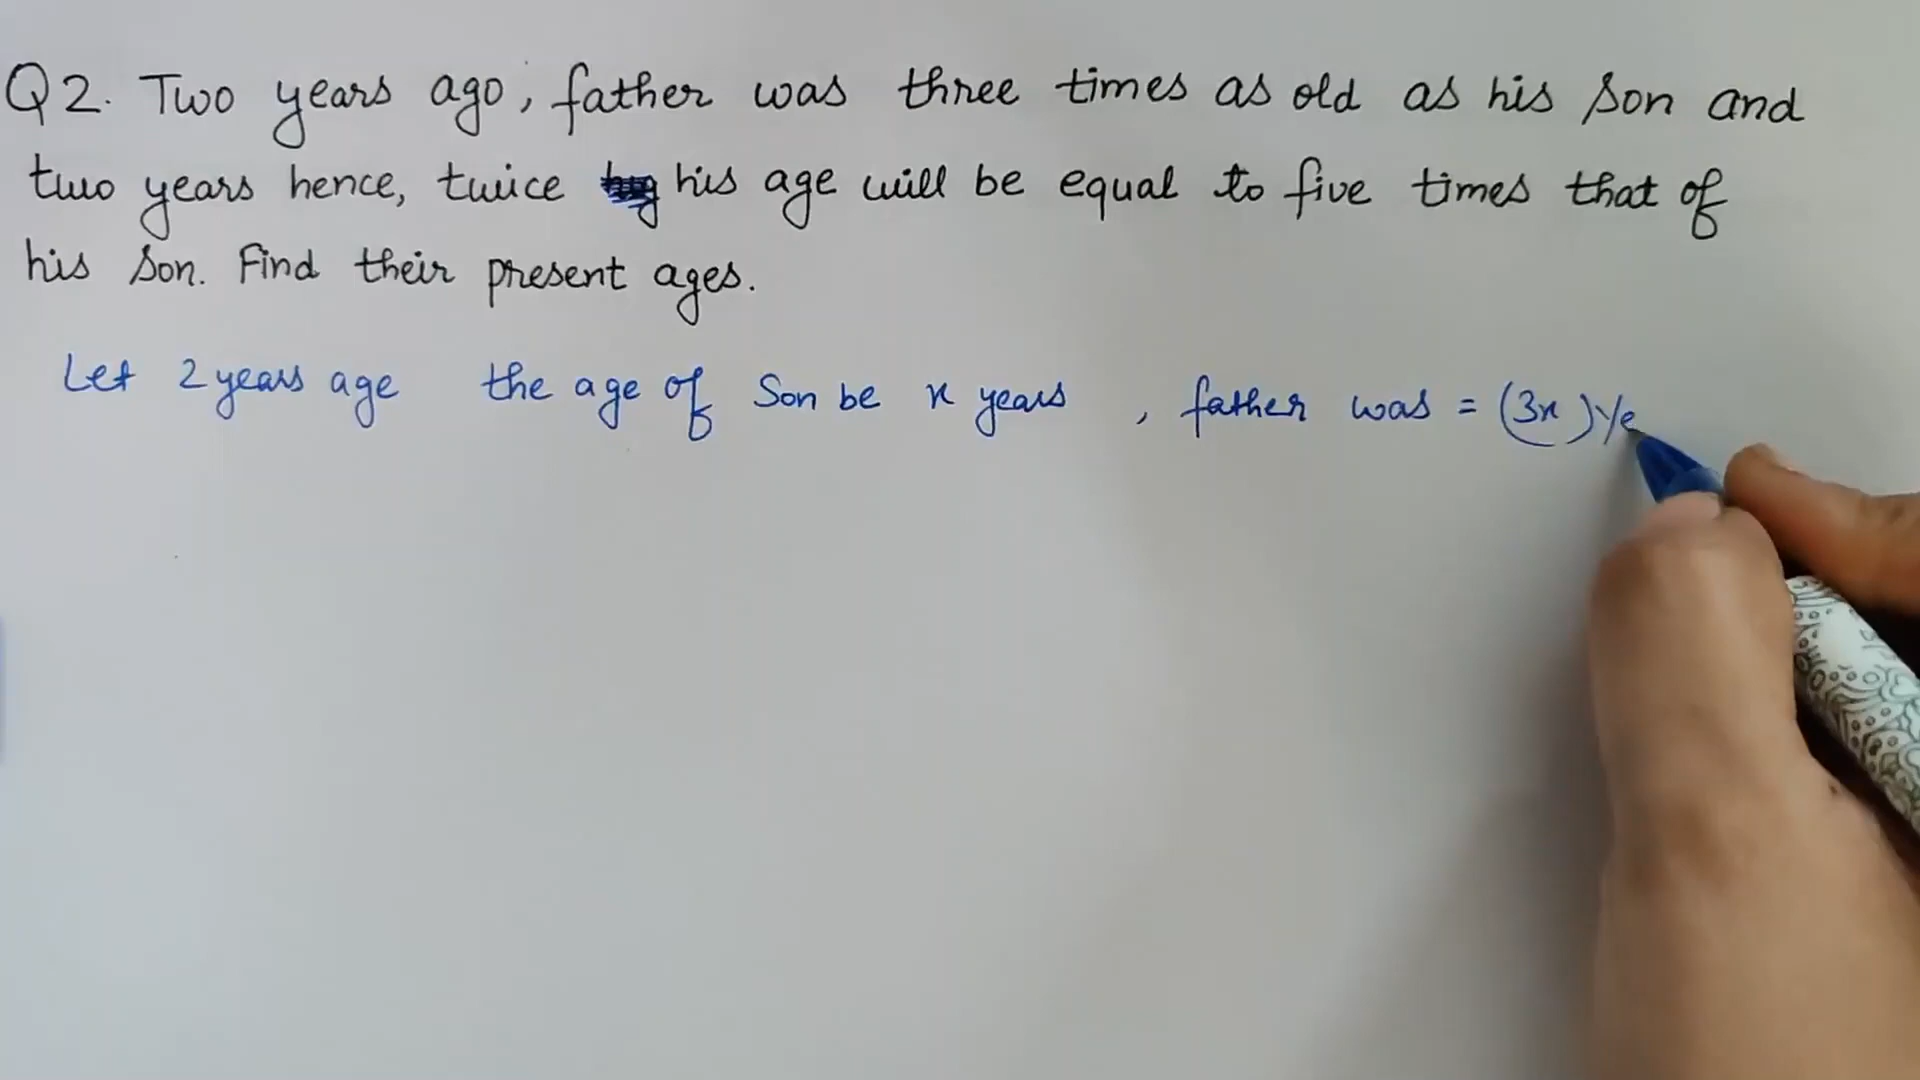 Q2. Two years ago, father was three times as old as his son and
two years hence, twice his age will be equal to five times that of
his son. Find their present ages.
Let 2 years age the age of Son be x years , father was = (3x) Ye